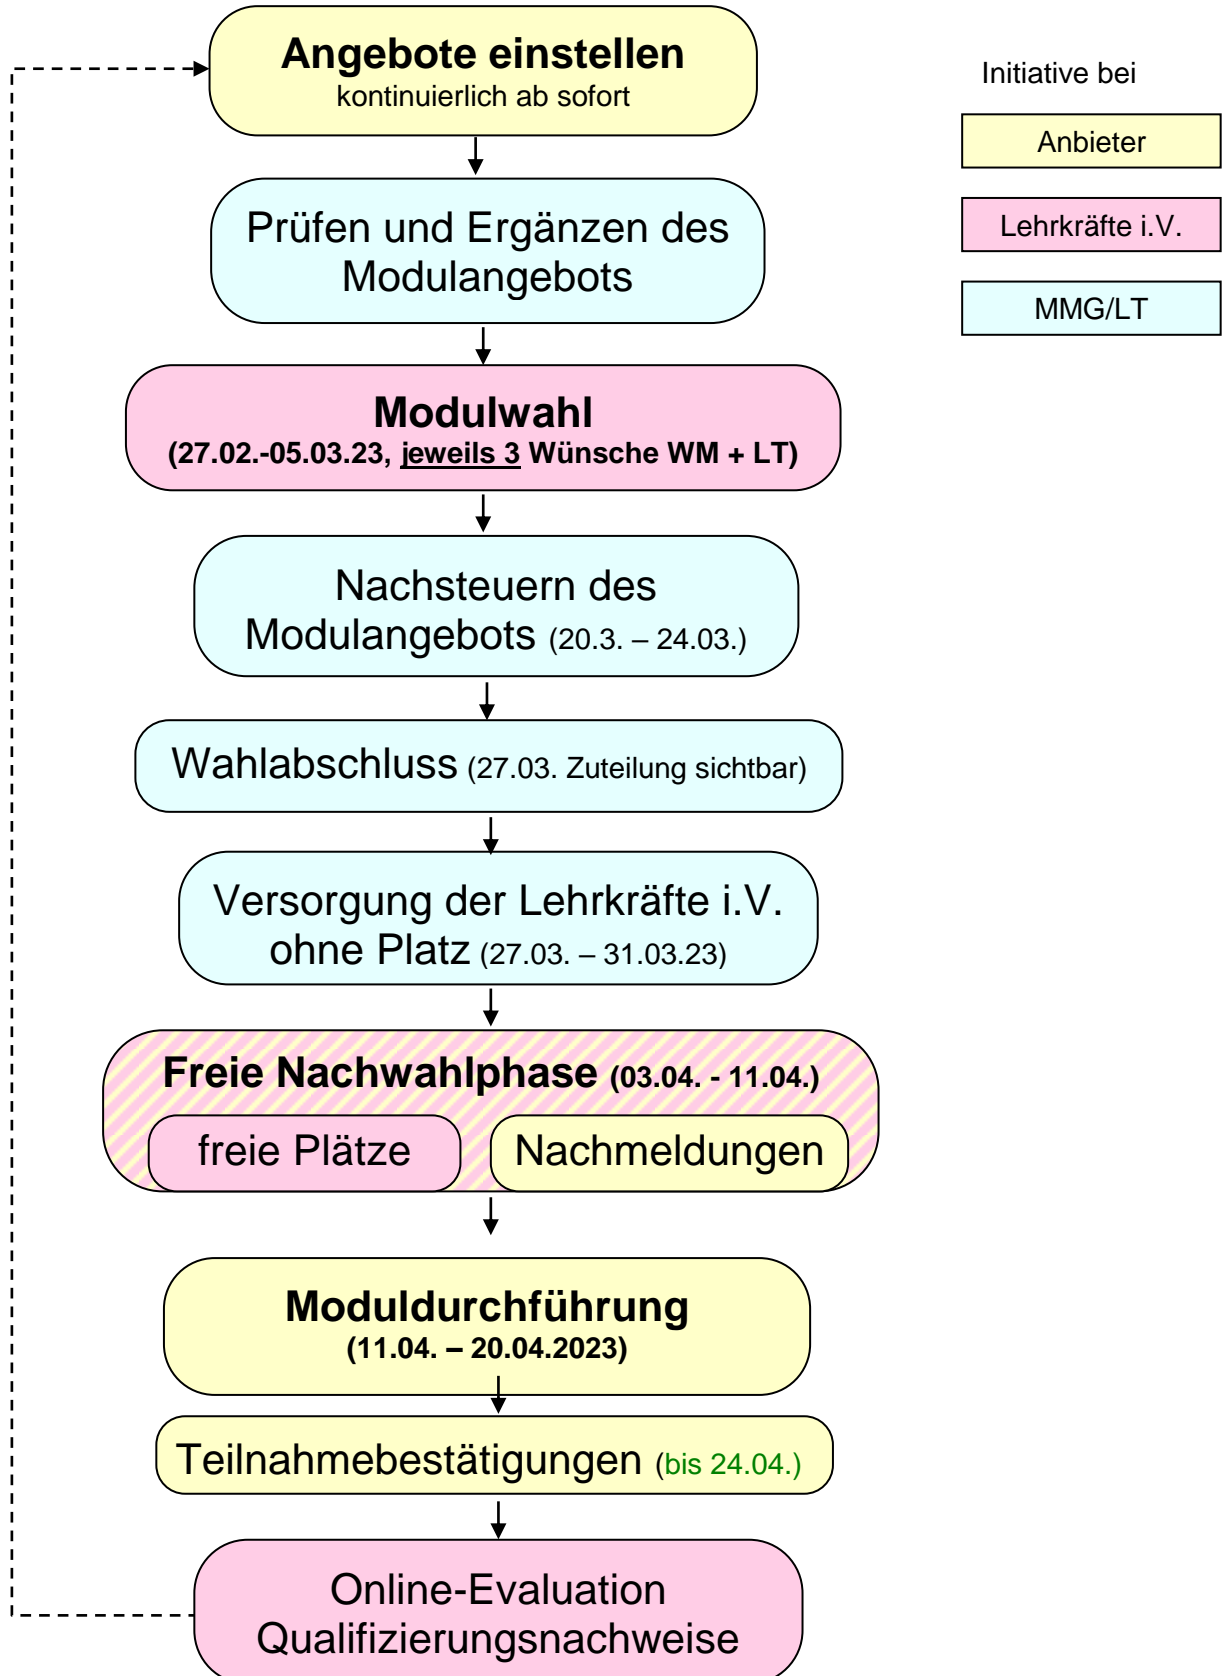 Angebote einstellen
kontinuierlich ab sofort
Initiative bei
Anbieter
Lehrkräfte i.V.
MMG/LT
Prüfen und Ergänzen des
Modulangebots
Modulwahl
(27.02.-05.03.23, jeweils 3 Wünsche WM + LT)
Nachsteuern des
Modulangebots (20.3. – 24.03.)
Wahlabschluss (27.03. Zuteilung sichtbar)
Versorgung der Lehrkräfte i.V.
ohne Platz (27.03. – 31.03.23)
Freie Nachwahlphase (03.04. - 11.04.)
freie Plätze
Nachmeldungen
Moduldurchführung
(11.04. – 20.04.2023)
Teilnahmebestätigungen (bis 24.04.)
Online-Evaluation
Qualifizierungsnachweise